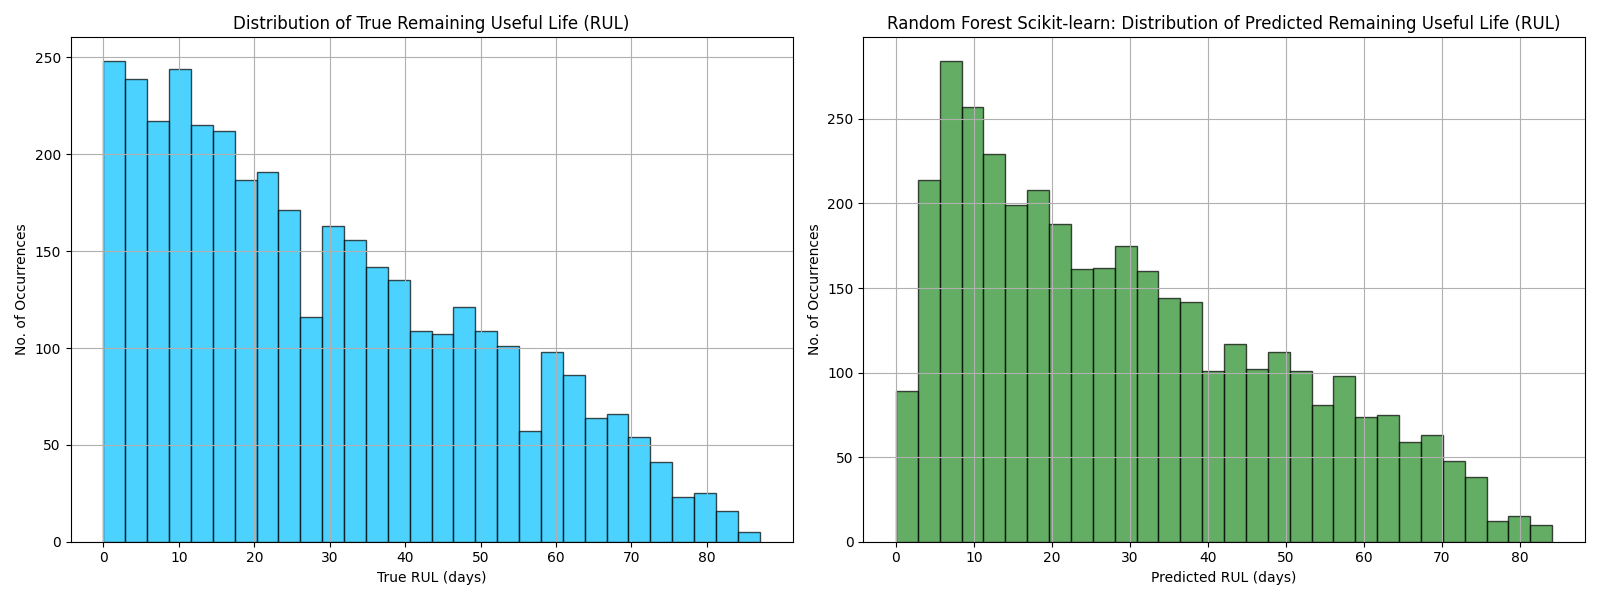 Distribution of True Remaining Useful Life (RUL)
250
200
150
100
50
0
No. of Occurrences
0 10 20 30 40 50 60 70 80
True RUL (days)
Random Forest Scikit-learn: Distribution of Predicted Remaining Useful Life (RUL)
250
200
150
100
50
0
No. of Occurrences
0 10 20 30 40 50 60 70 80
Predicted RUL (days)